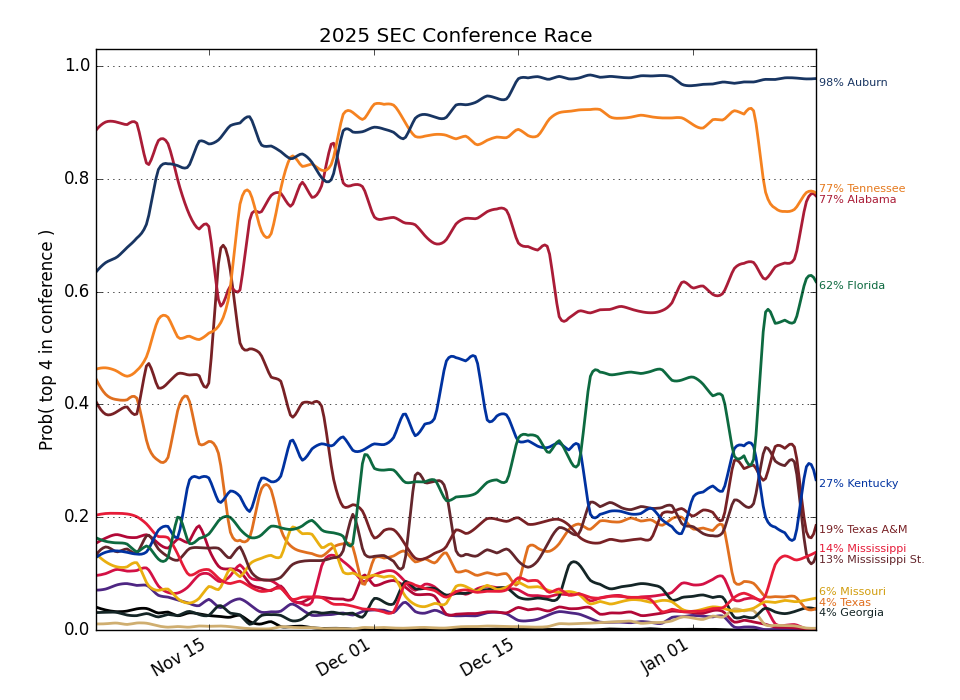 2025 SEC Conference Race
Prob( top 4 in conference )
1.0
0.8
0.6
0.4
0.2
0.0
Nov 15
Dec 01
Dec 15
Jan 01
98% Auburn
77% Tennessee
77% Alabama
62% Florida
27% Kentucky
19% Texas A&M
14% Mississippi
13% Mississippi St.
6% Missouri
4% Texas
4% Georgia